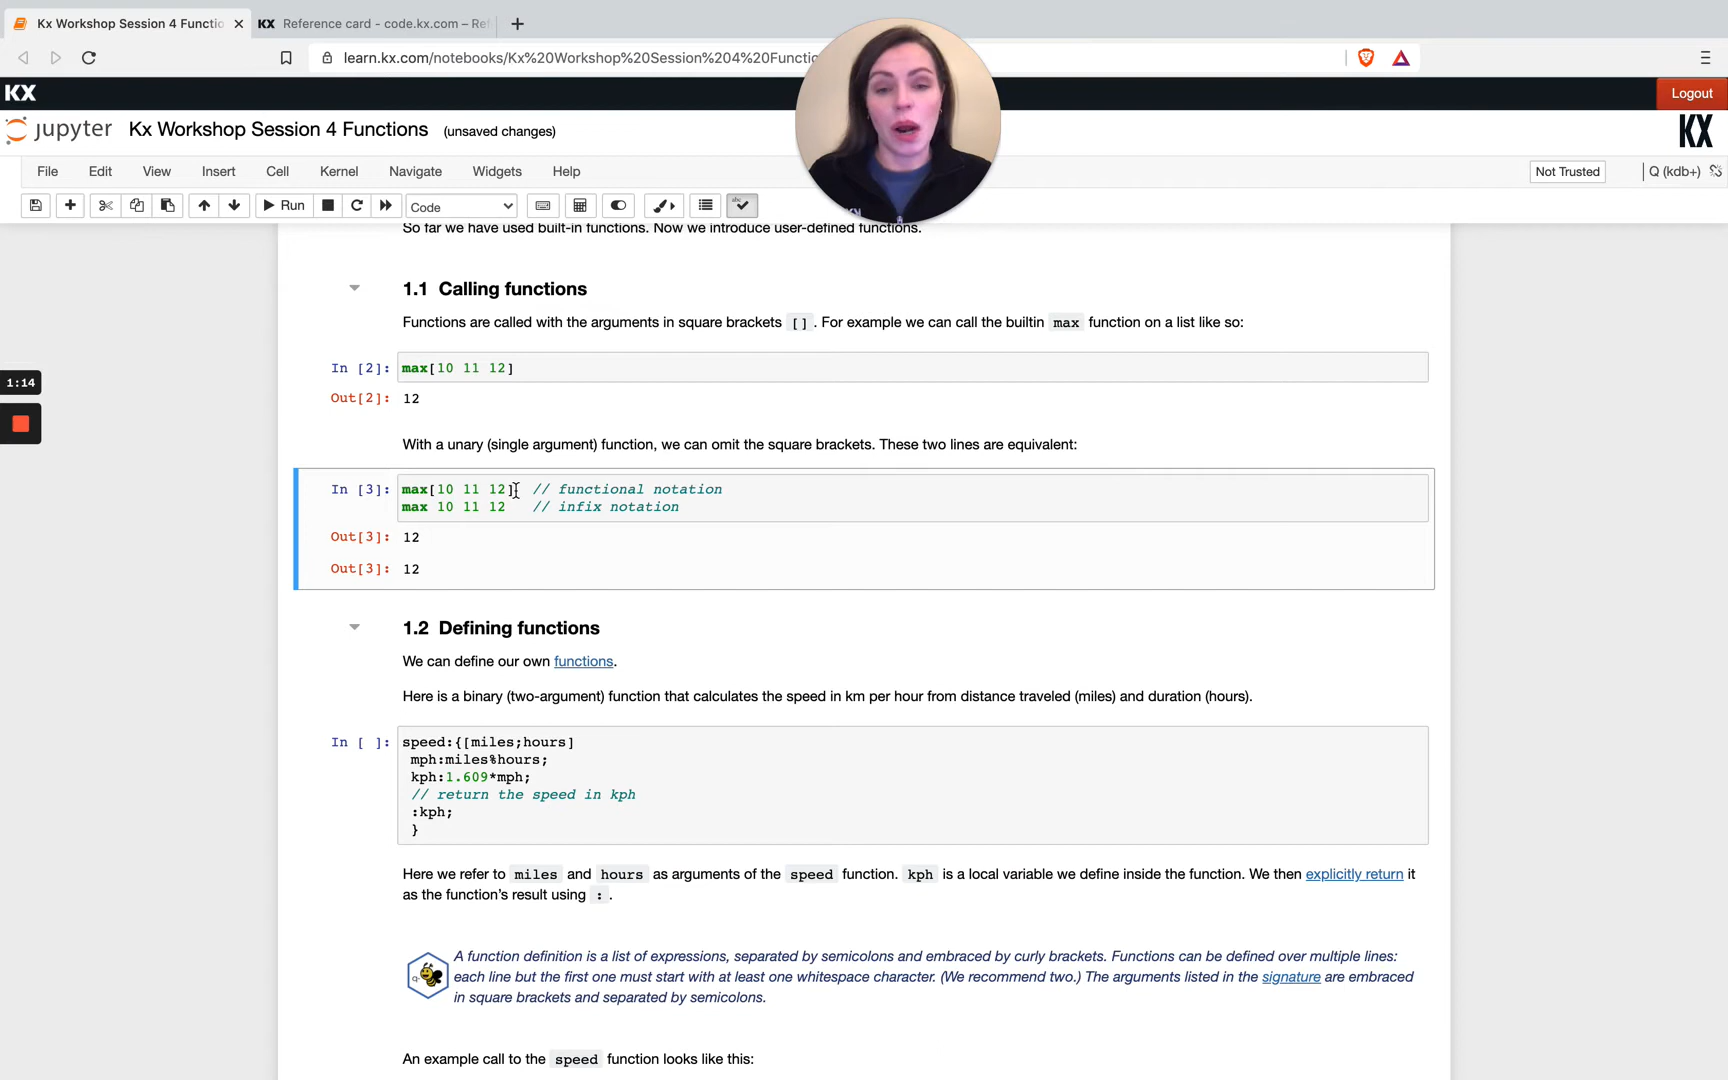 Kx Workshop Session 4 Functio
KX Reference card - code.kx.com – Ref
learn.kx.com/notebooks/Kx%20Workshop%20Session%204%20Functio
KX
Logout
jupyter Kx Workshop Session 4 Functions (unsaved changes)
KX
File Edit View Insert Cell Kernel Navigate Widgets Help
Not Trusted
Q (kdb+)
Run
Code
abc
So far we have used built-in functions. Now we introduce user-defined functions.
1.1 Calling functions
Functions are called with the arguments in square brackets []. For example we can call the builtin max function on a list like so:
In [2]: max[10 11 12]
Out[2]: 12
1:14
With a unary (single argument) function, we can omit the square brackets. These two lines are equivalent:
In [3]: max[10 11 12] // functional notation
max 10 11 12 // infix notation
Out[3]: 12
Out[3]: 12
1.2 Defining functions
We can define our own functions.
Here is a binary (two-argument) function that calculates the speed in km per hour from distance traveled (miles) and duration (hours).
In [ ]: speed:{[miles;hours]
mph:miles%hours;
kph:1.609*mph;
// return the speed in kph
:kph;
}
Here we refer to miles and hours as arguments of the speed function. kph is a local variable we define inside the function. We then explicitly return it
as the function's result using :.
A function definition is a list of expressions, separated by semicolons and embraced by curly brackets. Functions can be defined over multiple lines:
each line but the first one must start with at least one whitespace character. (We recommend two.) The arguments listed in the signature are embraced
in square brackets and separated by semicolons.
An example call to the speed function looks like this: